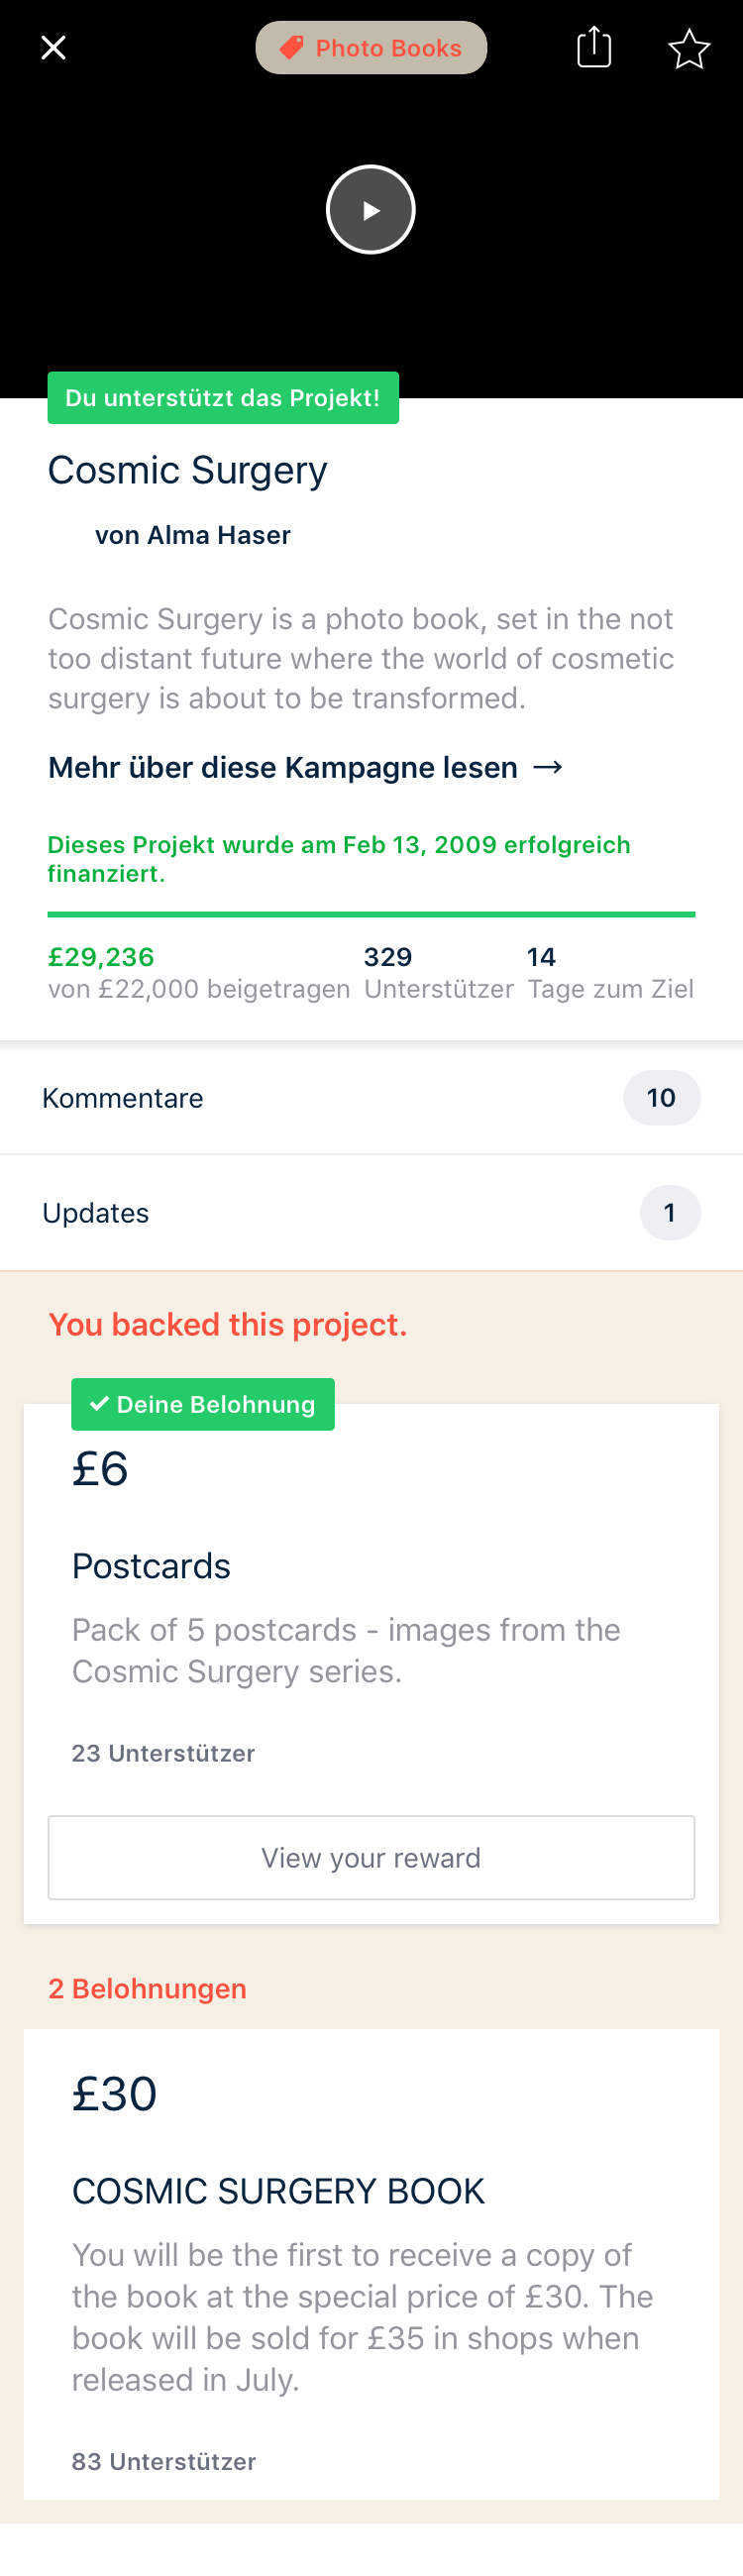 Photo Books
Du unterstützt das Projekt!
Cosmic Surgery
von Alma Haser
Cosmic Surgery is a photo book, set in the not
too distant future where the world of cosmetic
surgery is about to be transformed.
Mehr über diese Kampagne lesen →
Dieses Projekt wurde am Feb 13, 2009 erfolgreich
finanziert.
£29,236 329 14
von £22,000 beigetragen Unterstützer Tage zum Ziel
Kommentare 10
Updates 1
You backed this project.
✓ Deine Belohnung
£6
Postcards
Pack of 5 postcards - images from the
Cosmic Surgery series.
23 Unterstützer
View your reward
2 Belohnungen
£30
COSMIC SURGERY BOOK
You will be the first to receive a copy of
the book at the special price of £30. The
book will be sold for £35 in shops when
released in July.
83 Unterstützer